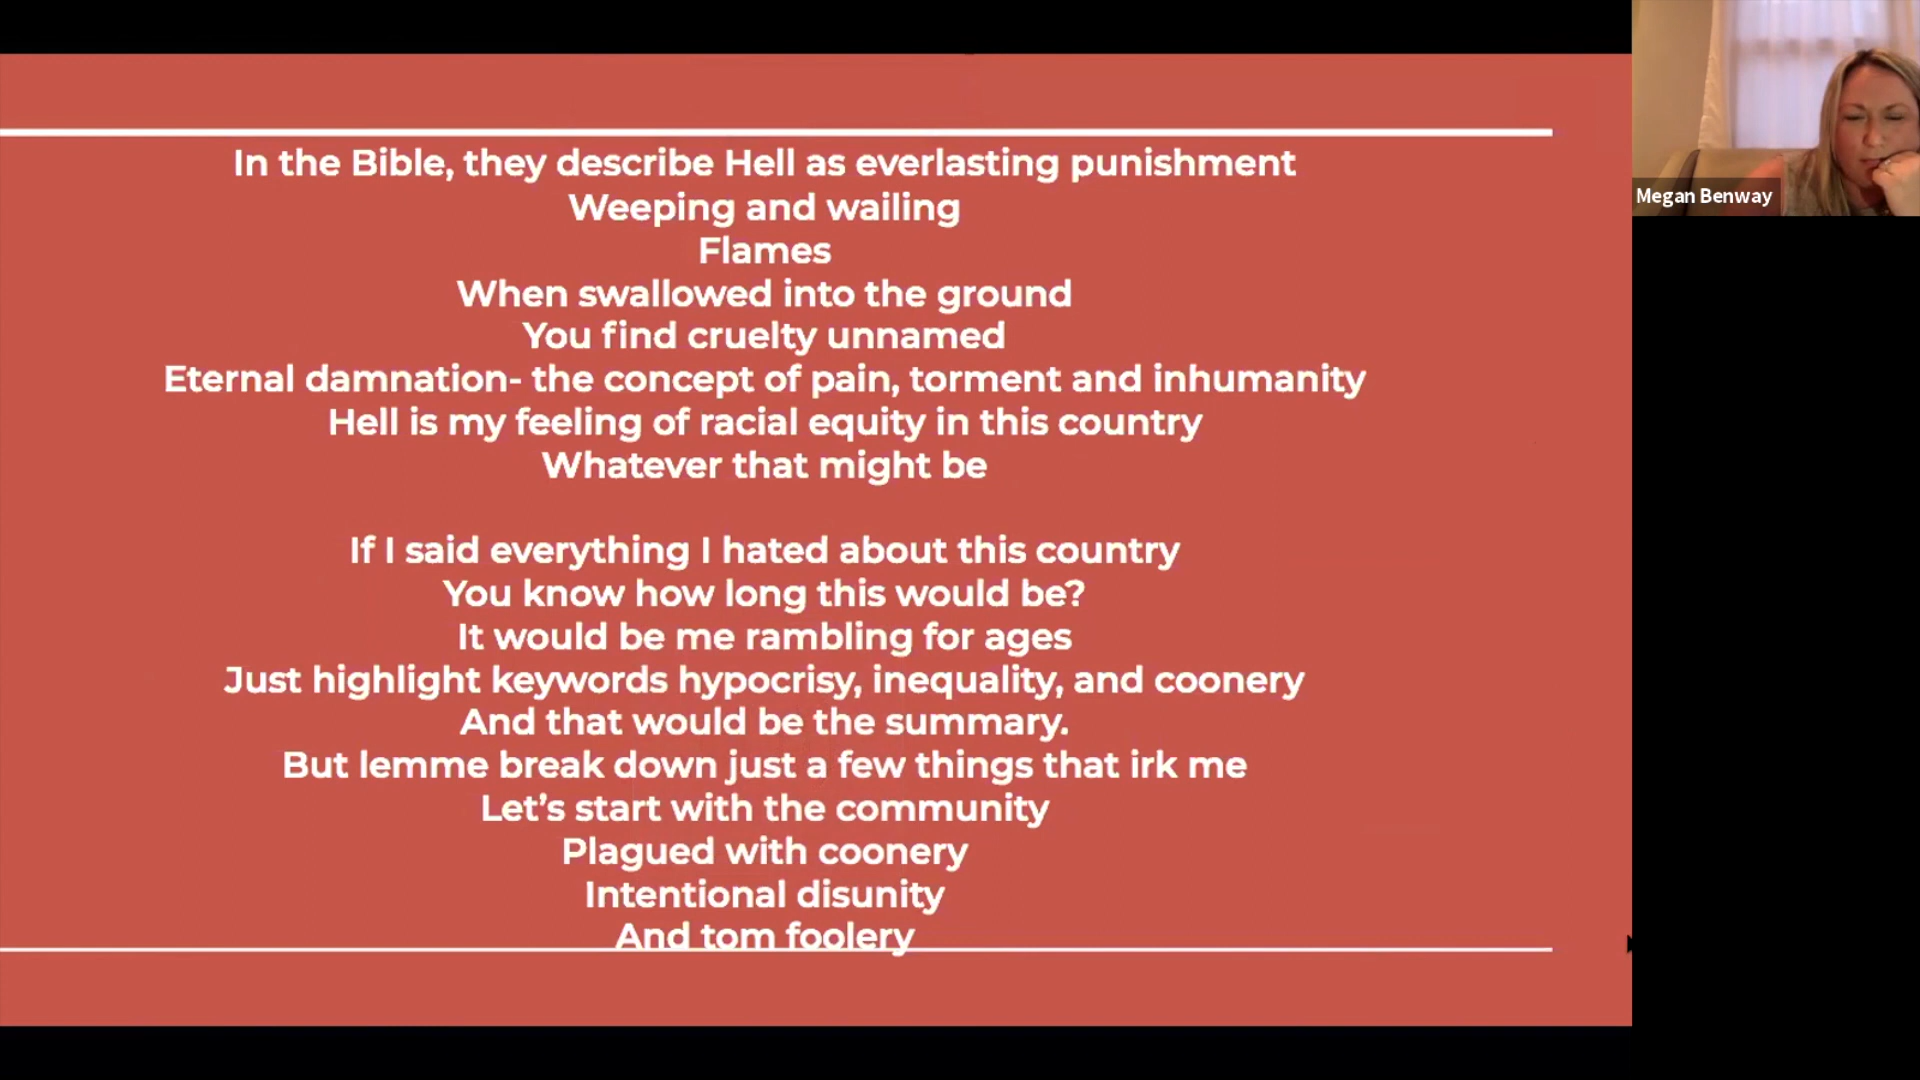 In the Bible, they describe Hell as everlasting punishment
Weeping and wailing
Flames
When swallowed into the ground
You find cruelty unnamed
Eternal damnation- the concept of pain, torment and inhumanity
Hell is my feeling of racial equity in this country
Whatever that might be
If I said everything I hated about this country
You know how long this would be?
It would be me rambling for ages
Just highlight keywords hypocrisy, inequality, and coonery
And that would be the summary.
But lemme break down just a few things that irk me
Let's start with the community
Plagued with coonery
Intentional disunity
And tom foolery
Megan Benway